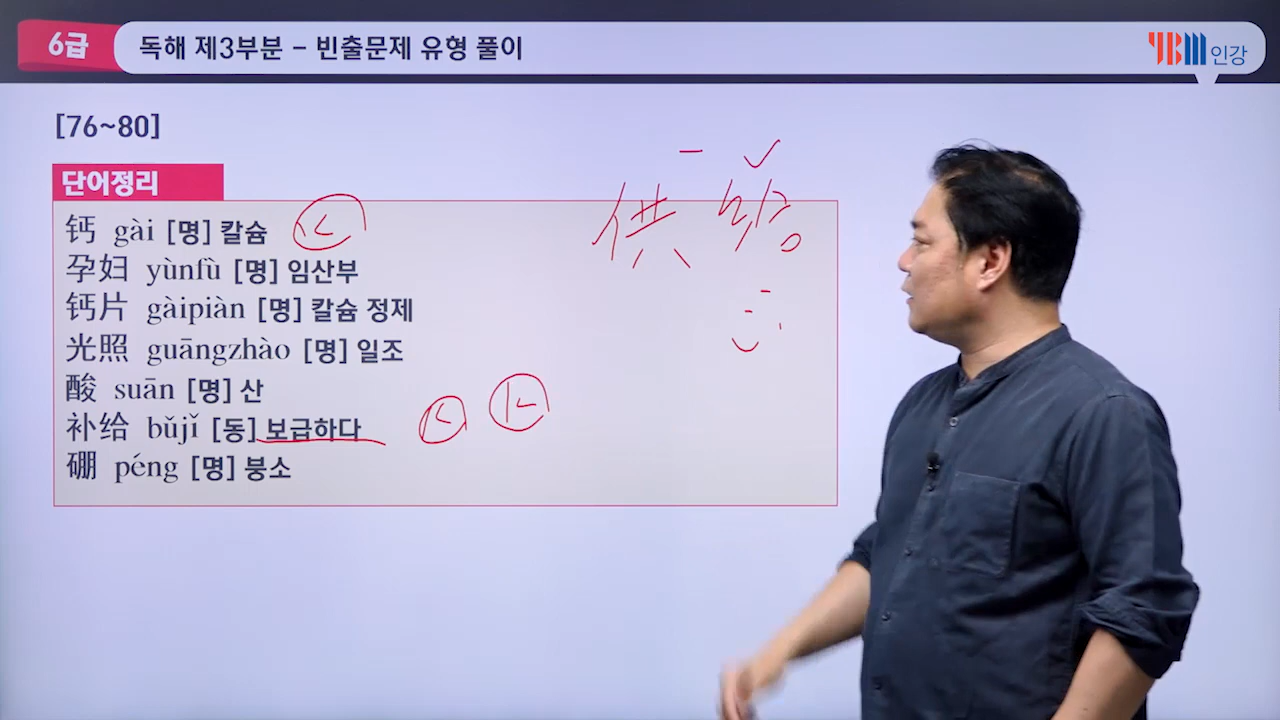 6급 독해 제3부분 – 빈출문제 유형 풀이 YBM 인강
[76~80]
단어정리
钙 gài [명] 칼슘
孕妇 yùnfù [명] 임산부
钙片 gàipiàn [명] 칼슘 정제
光照 guāngzhào [명] 일조
酸 suān [명] 산
补给 bǔjǐ [동] 보급하다
硼 péng [명] 붕소
供